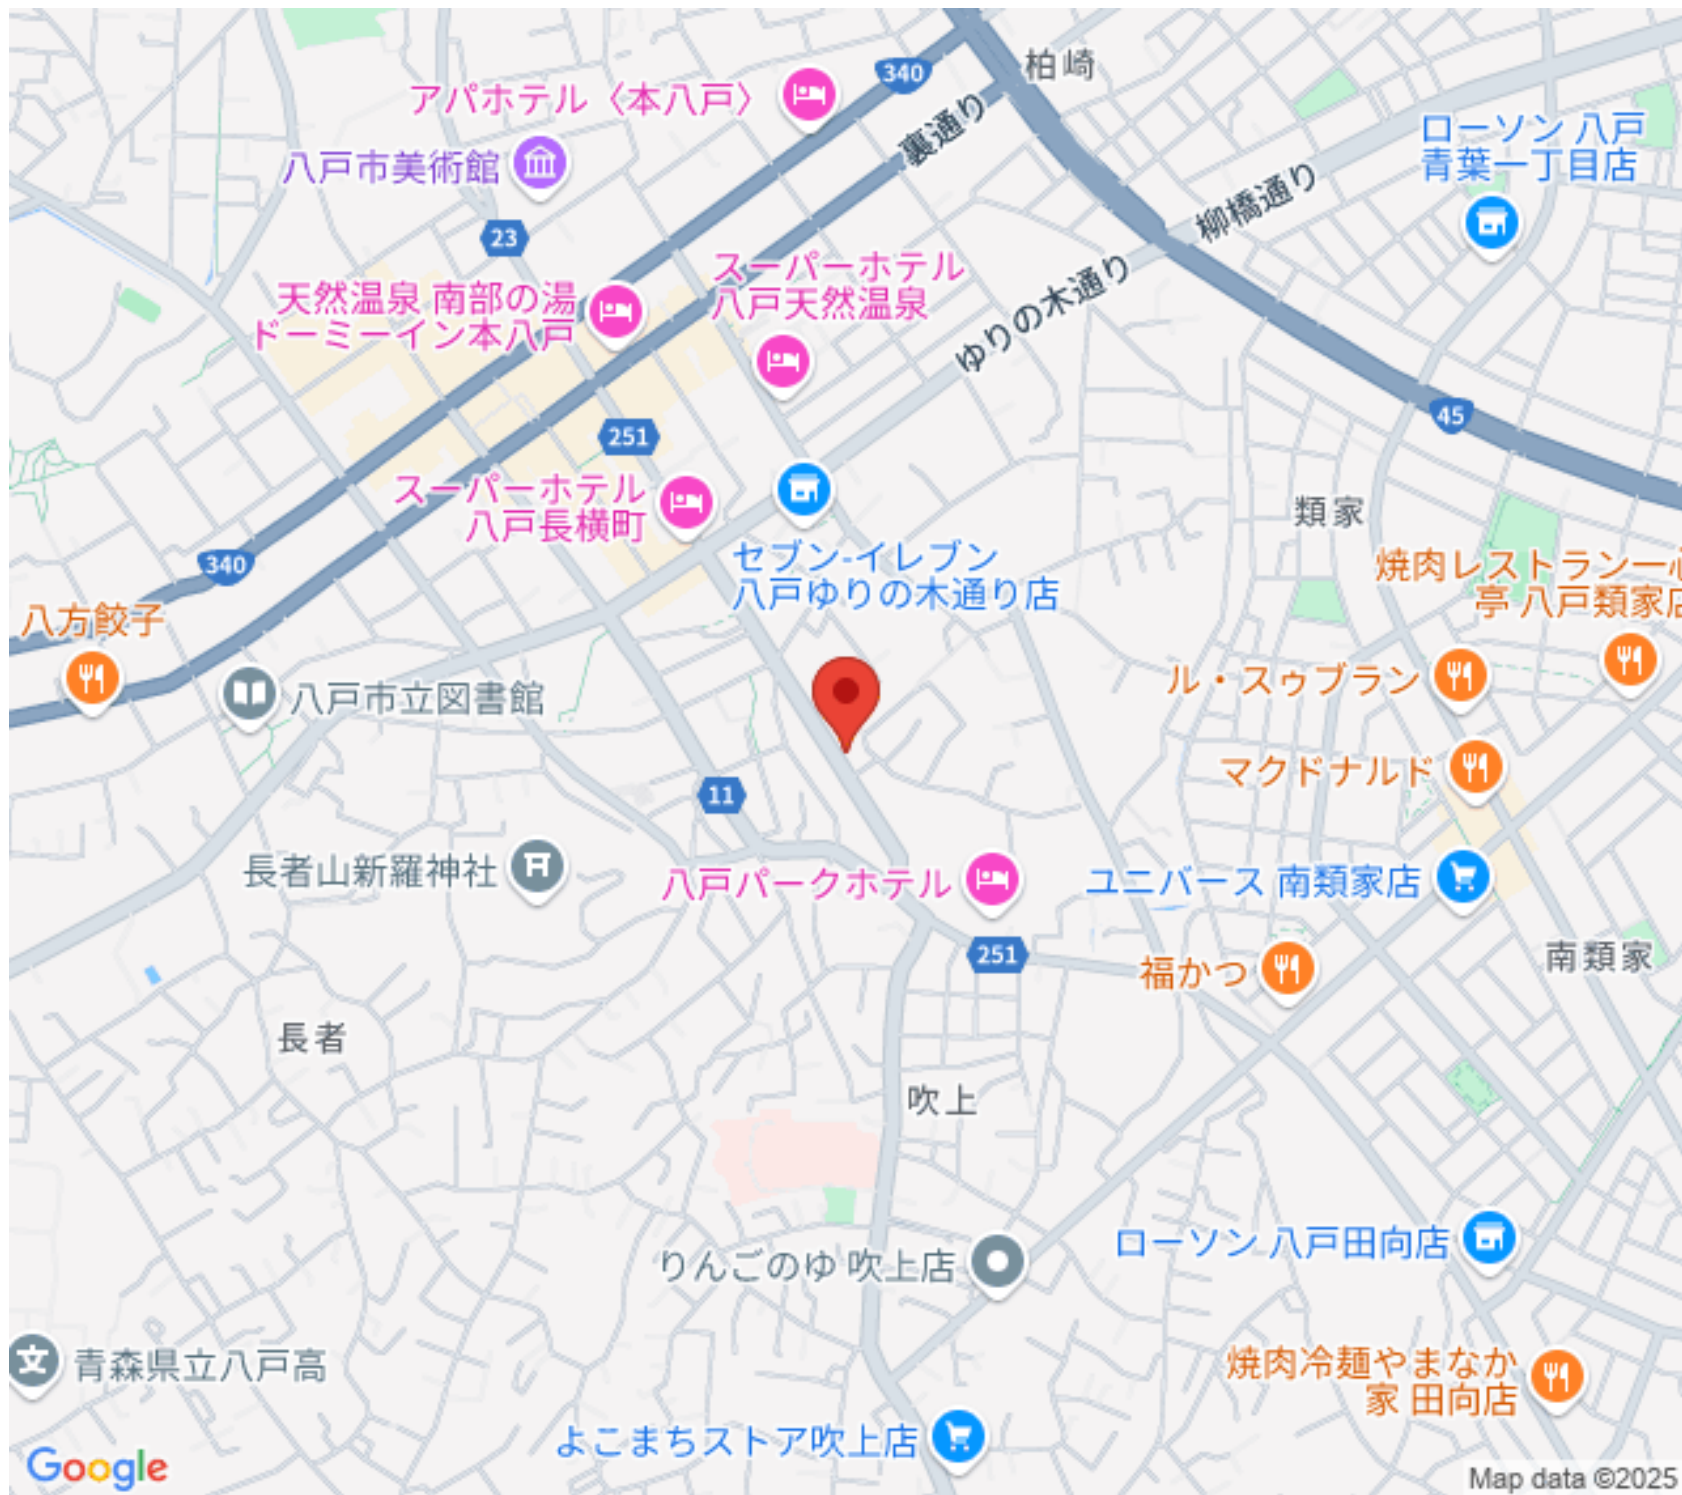 340
柏崎
アパホテル〈本八戸〉
裏通り
ローソン 八戸
青葉一丁目店
八戸市美術館
柳橋通り
23
スーパーホテル
八戸天然温泉
天然温泉 南部の湯
ドーミーイン本八戸
ゆりの木通り
45
251
スーパーホテル
八戸長横町
類家
セブン-イレブン
八戸ゆりの木通り店
340
焼肉レストラン一心
亭 八戸類家店
八方餃子
八戸市立図書館
ル・スゥブラン
マクドナルド
11
長者山新羅神社
八戸パークホテル
ユニバース 南類家店
251
福かつ
南類家
長者
吹上
りんごのゆ 吹上店
ローソン 八戸田向店
青森県立八戸高
焼肉冷麺やまなか
家 田向店
よこまちストア吹上店
Google
Map data ©2025